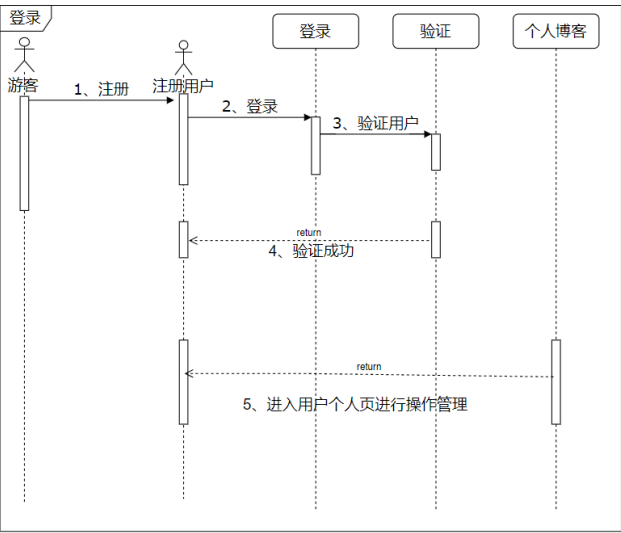 登录
登录
验证
个人博客
游客
注册用户
1、注册
2、登录
3、验证用户
return
4、验证成功
return
5、进入用户个人页进行操作管理